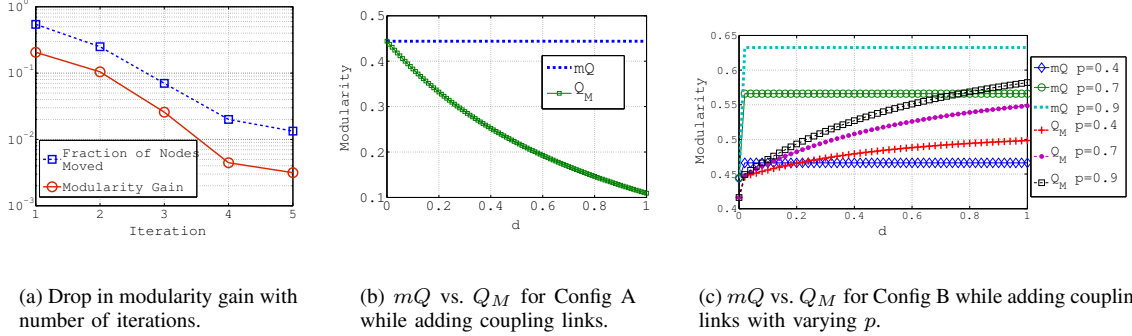 10^0
10^-1
10^-2
10^-3
Fraction of Nodes
Moved
Modularity Gain
1 2 3 4 5
Iteration
(a) Drop in modularity gain with
number of iterations.
0.5
0.4
0.3
0.2
0.1
Modularity
mQ
Q_M
0 0.2 0.4 0.6 0.8 1
d
(b) mQ vs. Q_M for Config A
while adding coupling links.
0.65
0.6
0.55
0.5
0.45
0.4
Modularity
0 0.2 0.4 0.6 0.8 1
d
mQ p=0.4
mQ p=0.7
mQ p=0.9
Q_M p=0.4
Q_M p=0.7
Q_M p=0.9
(c) mQ vs. Q_M for Config B while adding couplin
links with varying p.